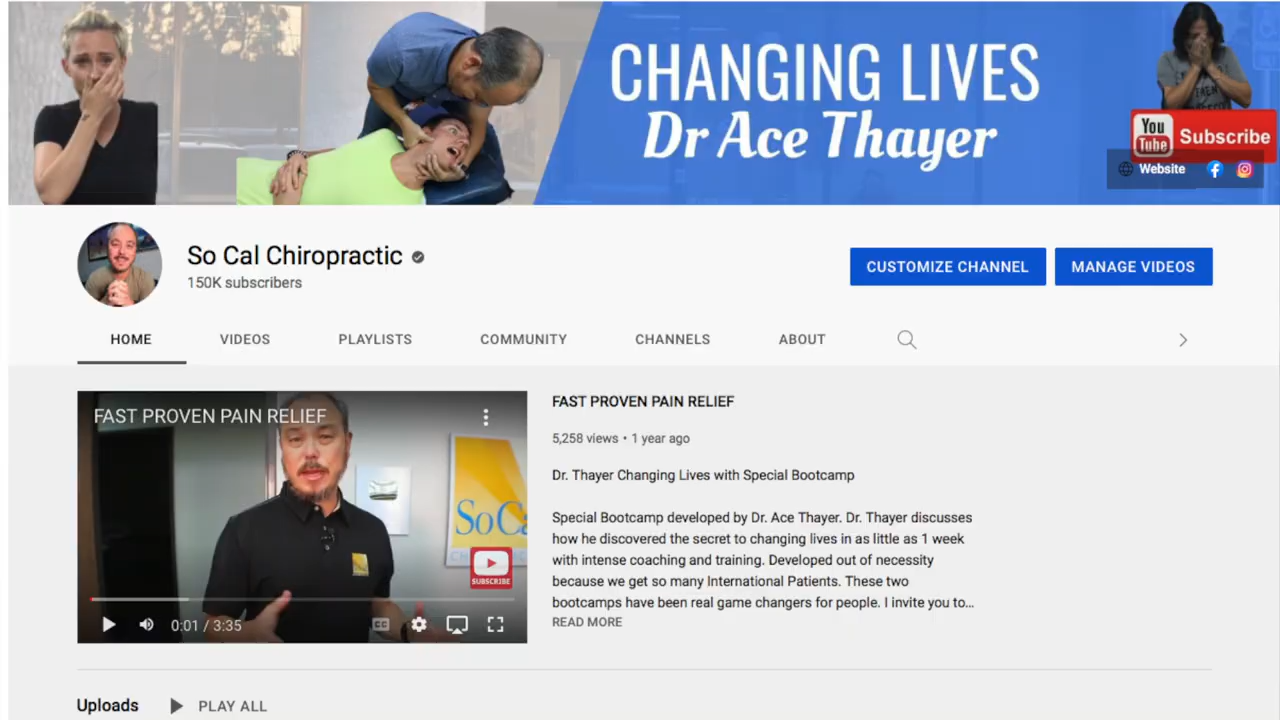 CHANGING LIVES
Dr Ace Thayer
You
Tube
Subscribe
Website
So Cal Chiropractic
150K subscribers
CUSTOMIZE CHANNEL
MANAGE VIDEOS
HOME
VIDEOS
PLAYLISTS
COMMUNITY
CHANNELS
ABOUT
FAST PROVEN PAIN RELIEF
SoCa
SUBSCRIBE
0:01 / 3:35
CC
FAST PROVEN PAIN RELIEF
5,258 views • 1 year ago
Dr. Thayer Changing Lives with Special Bootcamp
Special Bootcamp developed by Dr. Ace Thayer. Dr. Thayer discusses
how he discovered the secret to changing lives in as little as 1 week
with intense coaching and training. Developed out of necessity
because we get so many International Patients. These two
bootcamps have been real game changers for people. I invite you to...
READ MORE
Uploads
PLAY ALL